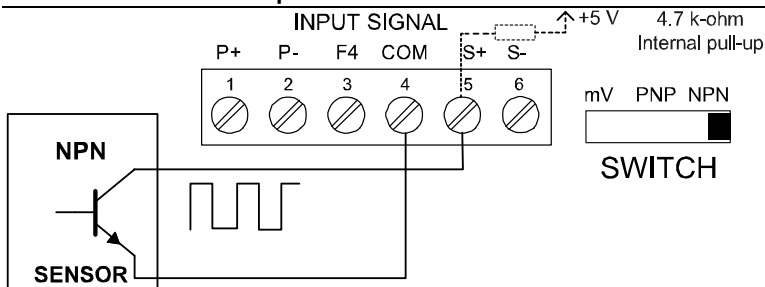 INPUT SIGNAL
+5 V
4.7 k-ohm
Internal pull-up
P+ P- F4 COM S+ S-
1 2 3 4 5 6
mV PNP NPN
SWITCH
NPN
SENSOR